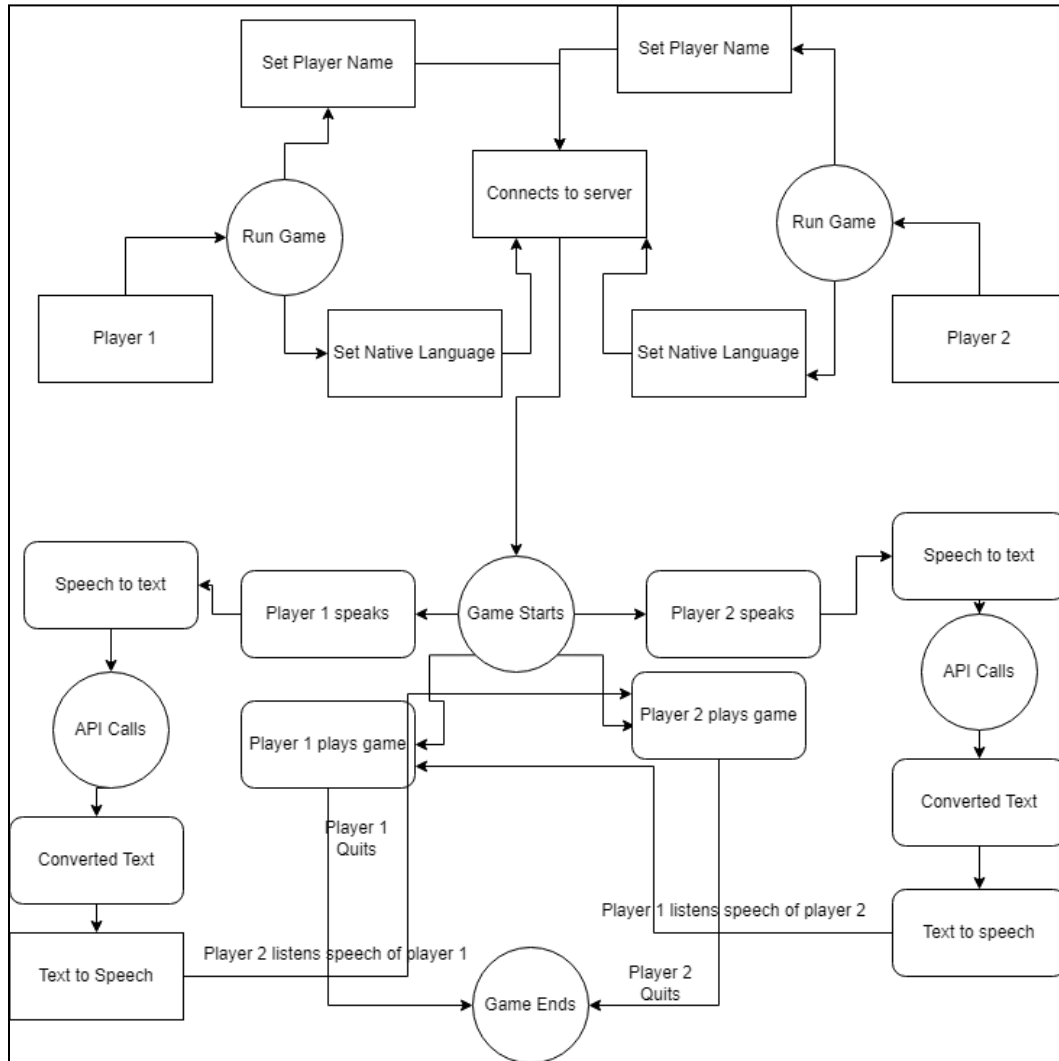 Set Player Name
Set Player Name
Connects to server
Run Game
Run Game
Player 1
Set Native Language
Set Native Language
Player 2
Speech to text
Player 1 speaks
Game Starts
Player 2 speaks
Speech to text
API Calls
Player 1 plays game
Player 2 plays game
API Calls
Player 1
Quits
Converted Text
Converted Text
Player 2 listens speech of player 1
Player 1 listens speech of player 2
Text to Speech
Text to speech
Game Ends
Player 2
Quits